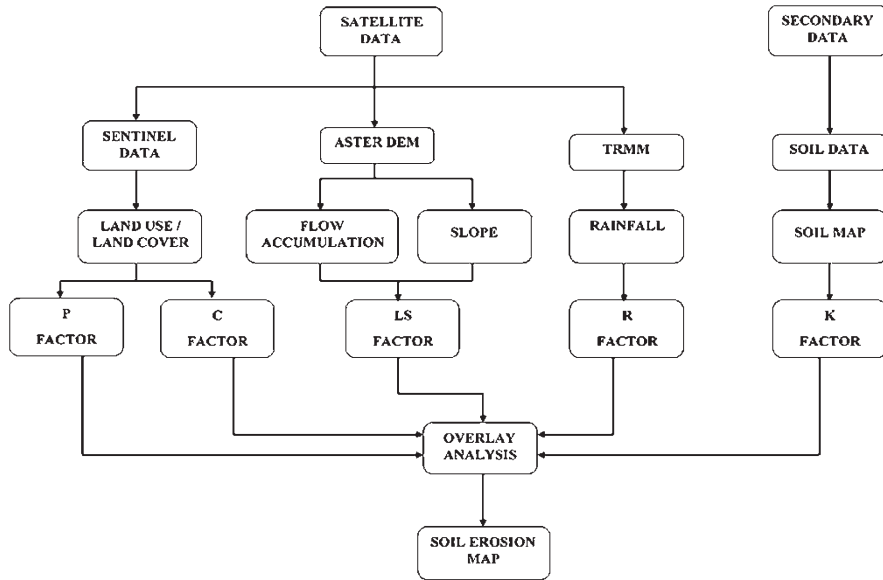 SATELLITE
DATA
SECONDARY
DATA
SENTINEL
DATA
ASTER DEM
TRMM
SOIL DATA
LAND USE /
LAND COVER
FLOW
ACCUMULATION
SLOPE
RAINFALL
SOIL MAP
P
FACTOR
C
FACTOR
LS
FACTOR
R
FACTOR
K
FACTOR
OVERLAY
ANALYSIS
SOIL EROSION
MAP